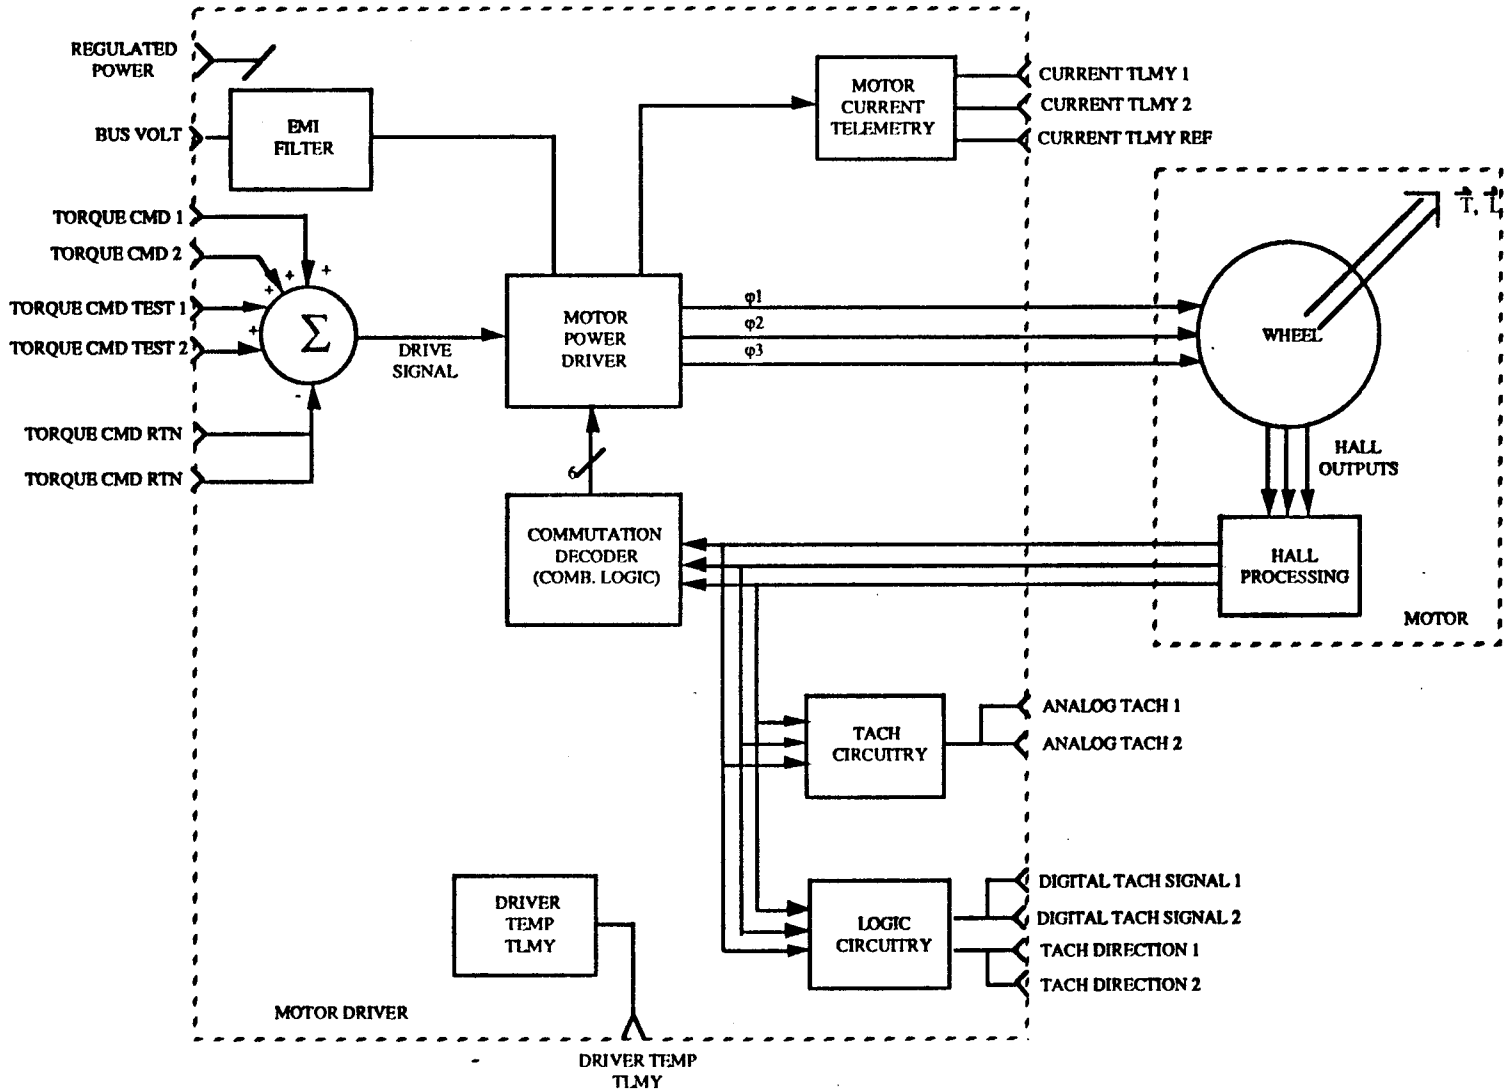 REGULATED
POWER
BUS VOLT
EMI
FILTER
MOTOR
CURRENT
TELEMETRY
CURRENT TLMY 1
CURRENT TLMY 2
CURRENT TLMY REF
TORQUE CMD 1
TORQUE CMD 2
TORQUE CMD TEST 1
TORQUE CMD TEST 2
TORQUE CMD RTN
TORQUE CMD RTN
+
+
+
+
-
Σ
DRIVE
SIGNAL
MOTOR
POWER
DRIVER
φ1
φ2
φ3
WHEEL
T, L
HALL
OUTPUTS
HALL
PROCESSING
MOTOR
6
COMMUTATION
DECODER
(COMB. LOGIC)
TACH
CIRCUITRY
ANALOG TACH 1
ANALOG TACH 2
LOGIC
CIRCUITRY
DIGITAL TACH SIGNAL 1
DIGITAL TACH SIGNAL 2
TACH DIRECTION 1
TACH DIRECTION 2
DRIVER
TEMP
TLMY
MOTOR DRIVER
DRIVER TEMP
TLMY